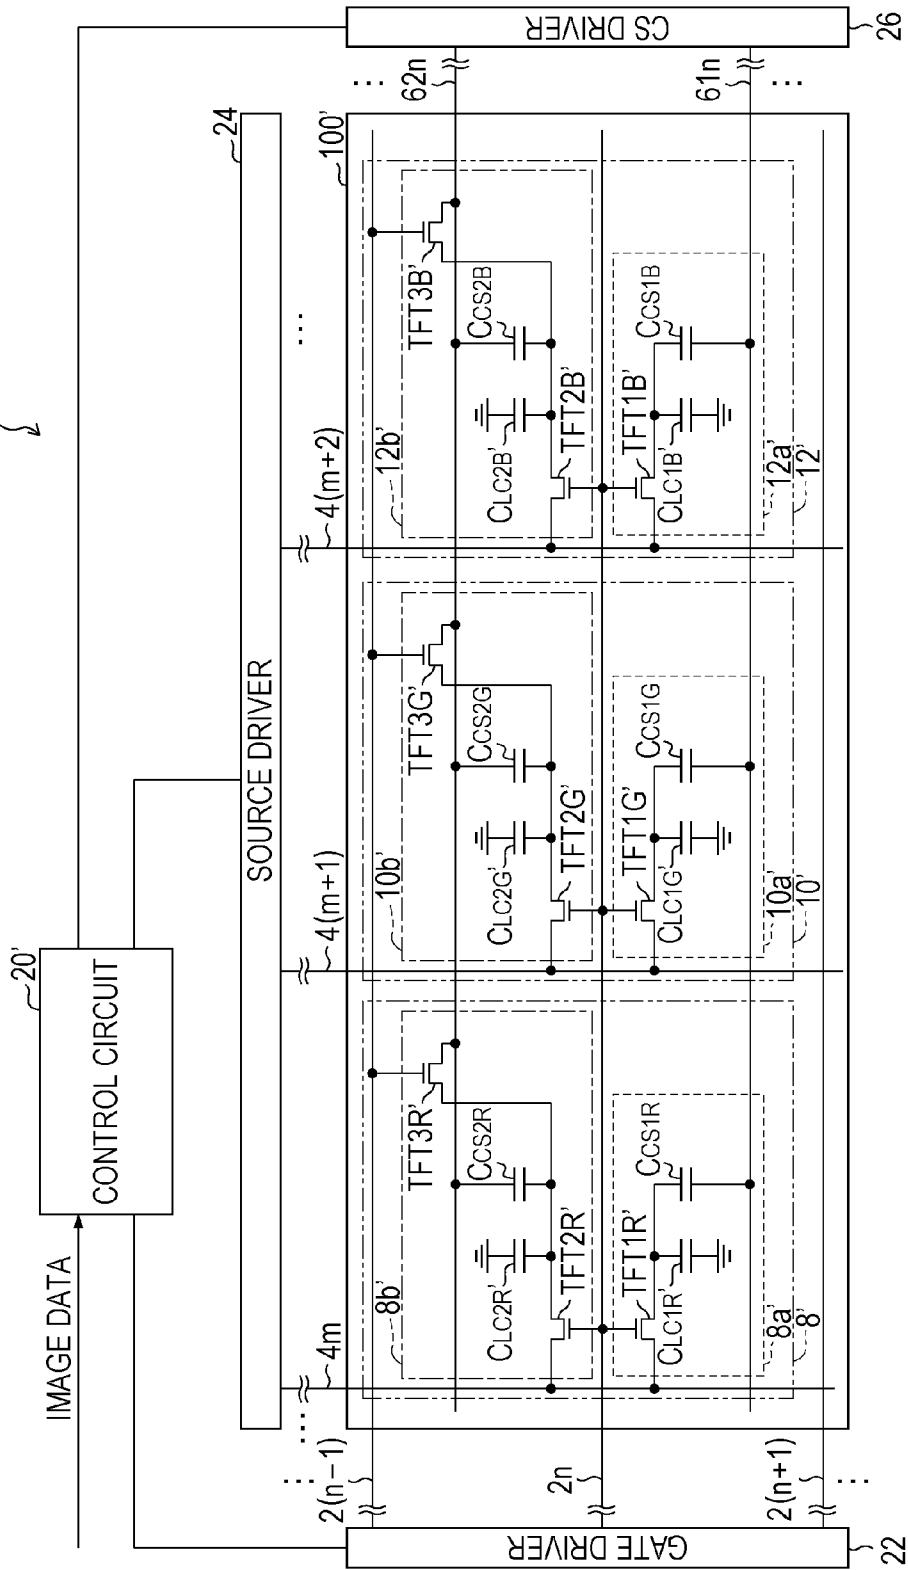 IMAGE DATA
20'
CONTROL CIRCUIT
24
SOURCE DRIVER
...
4m
4(m+1)
4(m+2)
...
100'
...
2(n−1)
8b'
TFT3R'
10b'
TFT3G'
12b'
TFT3B'
62n
...
CLC2R'
CCS2R
CLC2G'
CCS2G
CLC2B'
CCS2B
TFT2R'
TFT2G'
TFT2B'
2n
GATE DRIVER
CS DRIVER
TFT1R'
TFT1G'
TFT1B'
CLC1R'
CCS1R
CLC1G'
CCS1G
CLC1B'
CCS1B
61n
8a'
10a'
12a'
8'
10'
12'
2(n+1)
...
...
22
26